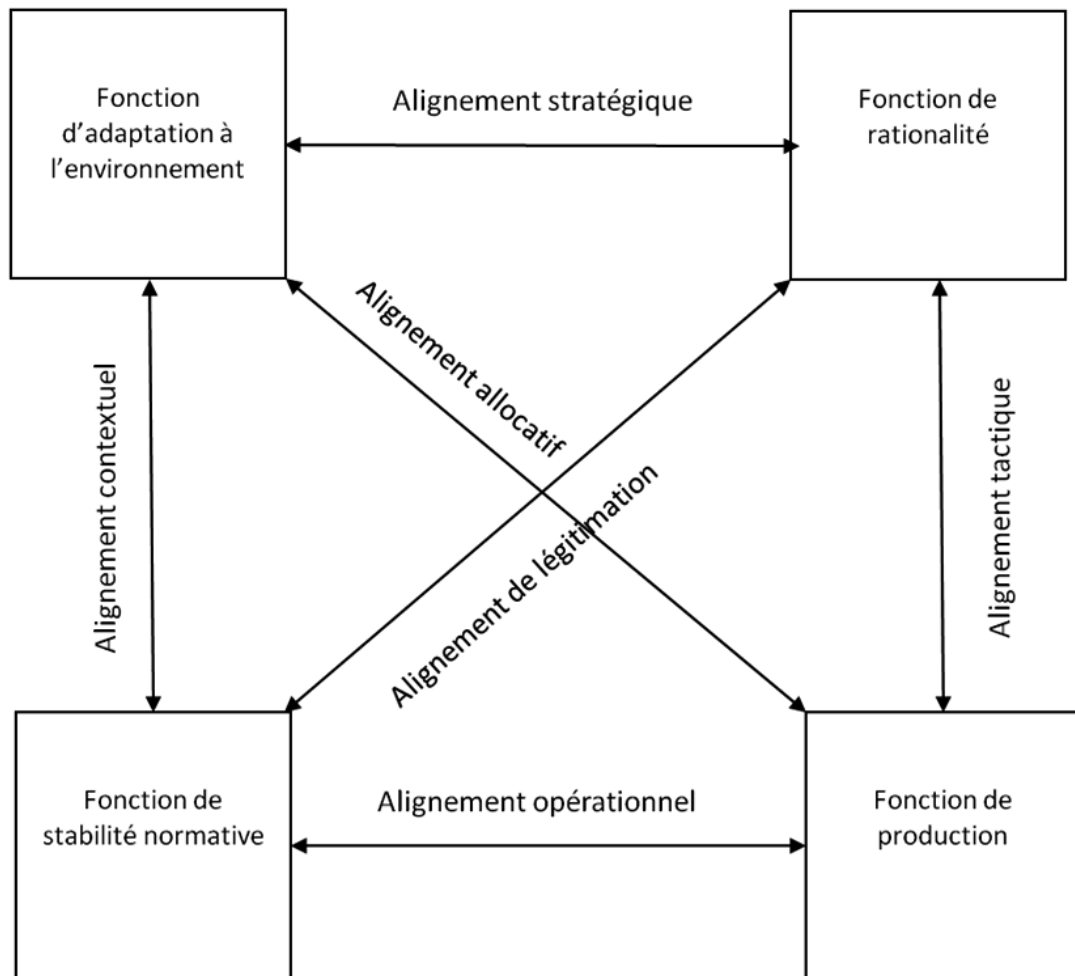 Fonction
d’adaptation à
l’environnement
Alignement stratégique
Fonction de
rationalité
Alignement allocatif
Alignement contextuel
Alignement de légitimation
Alignement tactique
Fonction de
stabilité normative
Alignement opérationnel
Fonction de
production